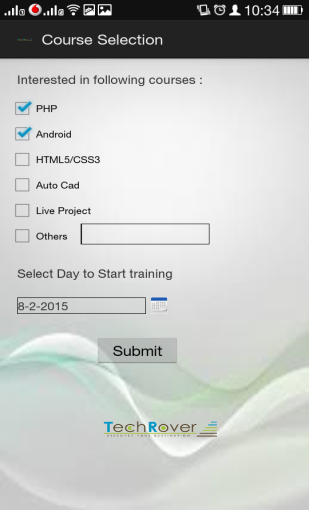 10:34
Course Selection
Interested in following courses :
PHP
Android
HTML5/CSS3
Auto Cad
Live Project
Others
Select Day to Start training
8-2-2015
Submit
TechRover